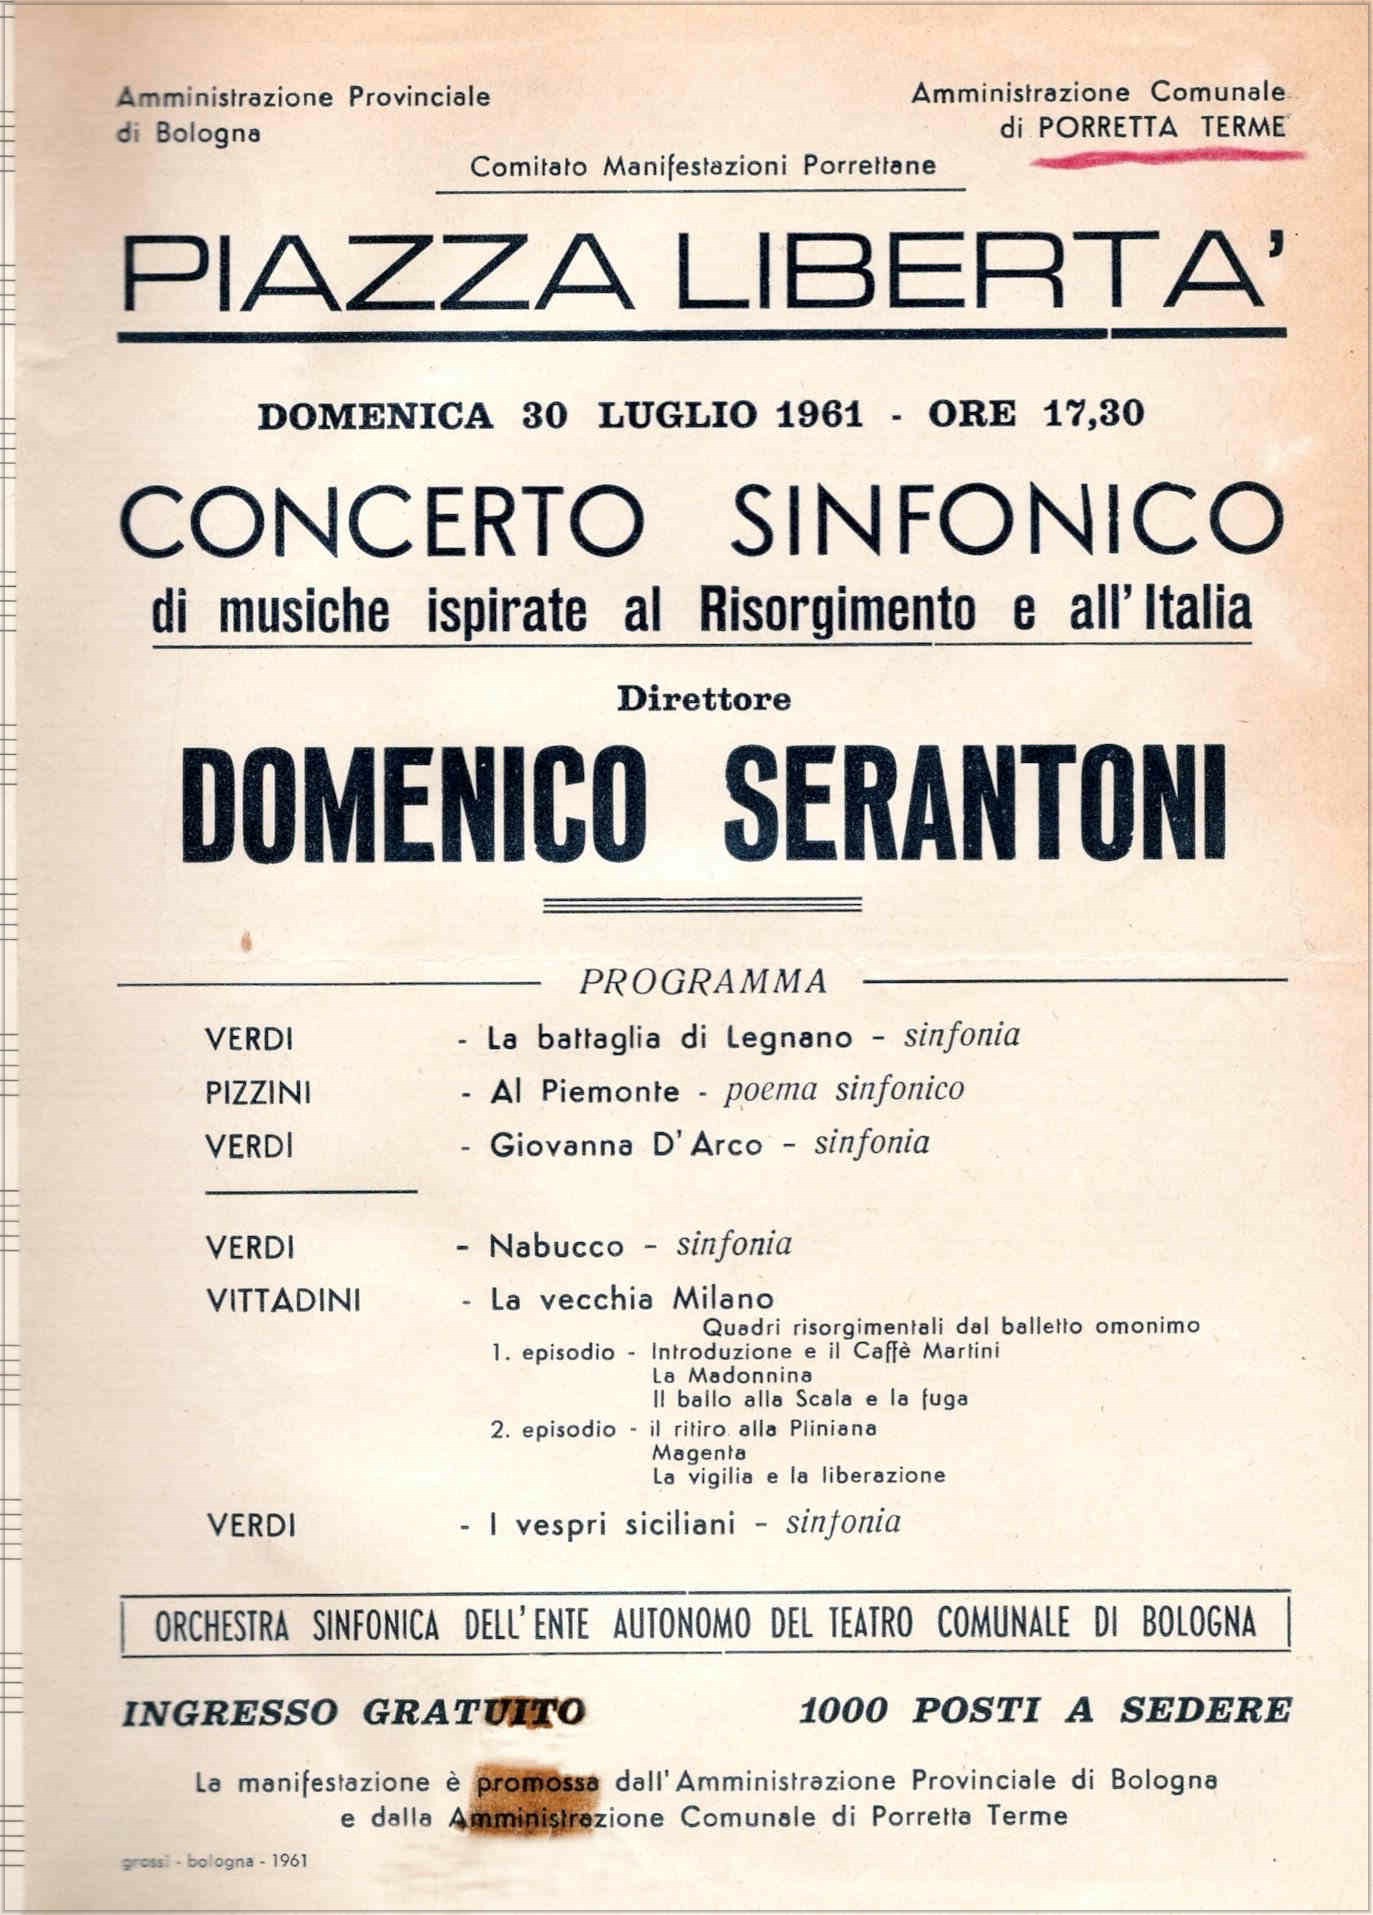 Amministrazione Provinciale
di Bologna
Amministrazione Comunale
di PORRETTA TERME
Comitato Manifestazioni Porrettane
PIAZZA LIBERTA'
DOMENICA 30 LUGLIO 1961 - ORE 17,30
CONCERTO SINFONICO
di musiche ispirate al Risorgimento e all'Italia
Direttore
DOMENICO SERANTONI
PROGRAMMA
VERDI - La battaglia di Legnano - sinfonia
PIZZINI - Al Piemonte - poema sinfonico
VERDI - Giovanna D'Arco - sinfonia
VERDI - Nabucco - sinfonia
VITTADINI - La vecchia Milano
Quadri risorgimentali dal balletto omonimo
1. episodio - Introduzione e il Caffè Martini
La Madonnina
Il ballo alla Scala e la fuga
2. episodio - il ritiro alla Pliniana
Magenta
La vigilia e la liberazione
VERDI - I vespri siciliani - sinfonia
ORCHESTRA SINFONICA DELL'ENTE AUTONOMO DEL TEATRO COMUNALE DI BOLOGNA
INGRESSO GRATUITO 1000 POSTI A SEDERE
La manifestazione è promossa dall'Amministrazione Provinciale di Bologna
e dalla Amministrazione Comunale di Porretta Terme
grossi - bologna - 1961